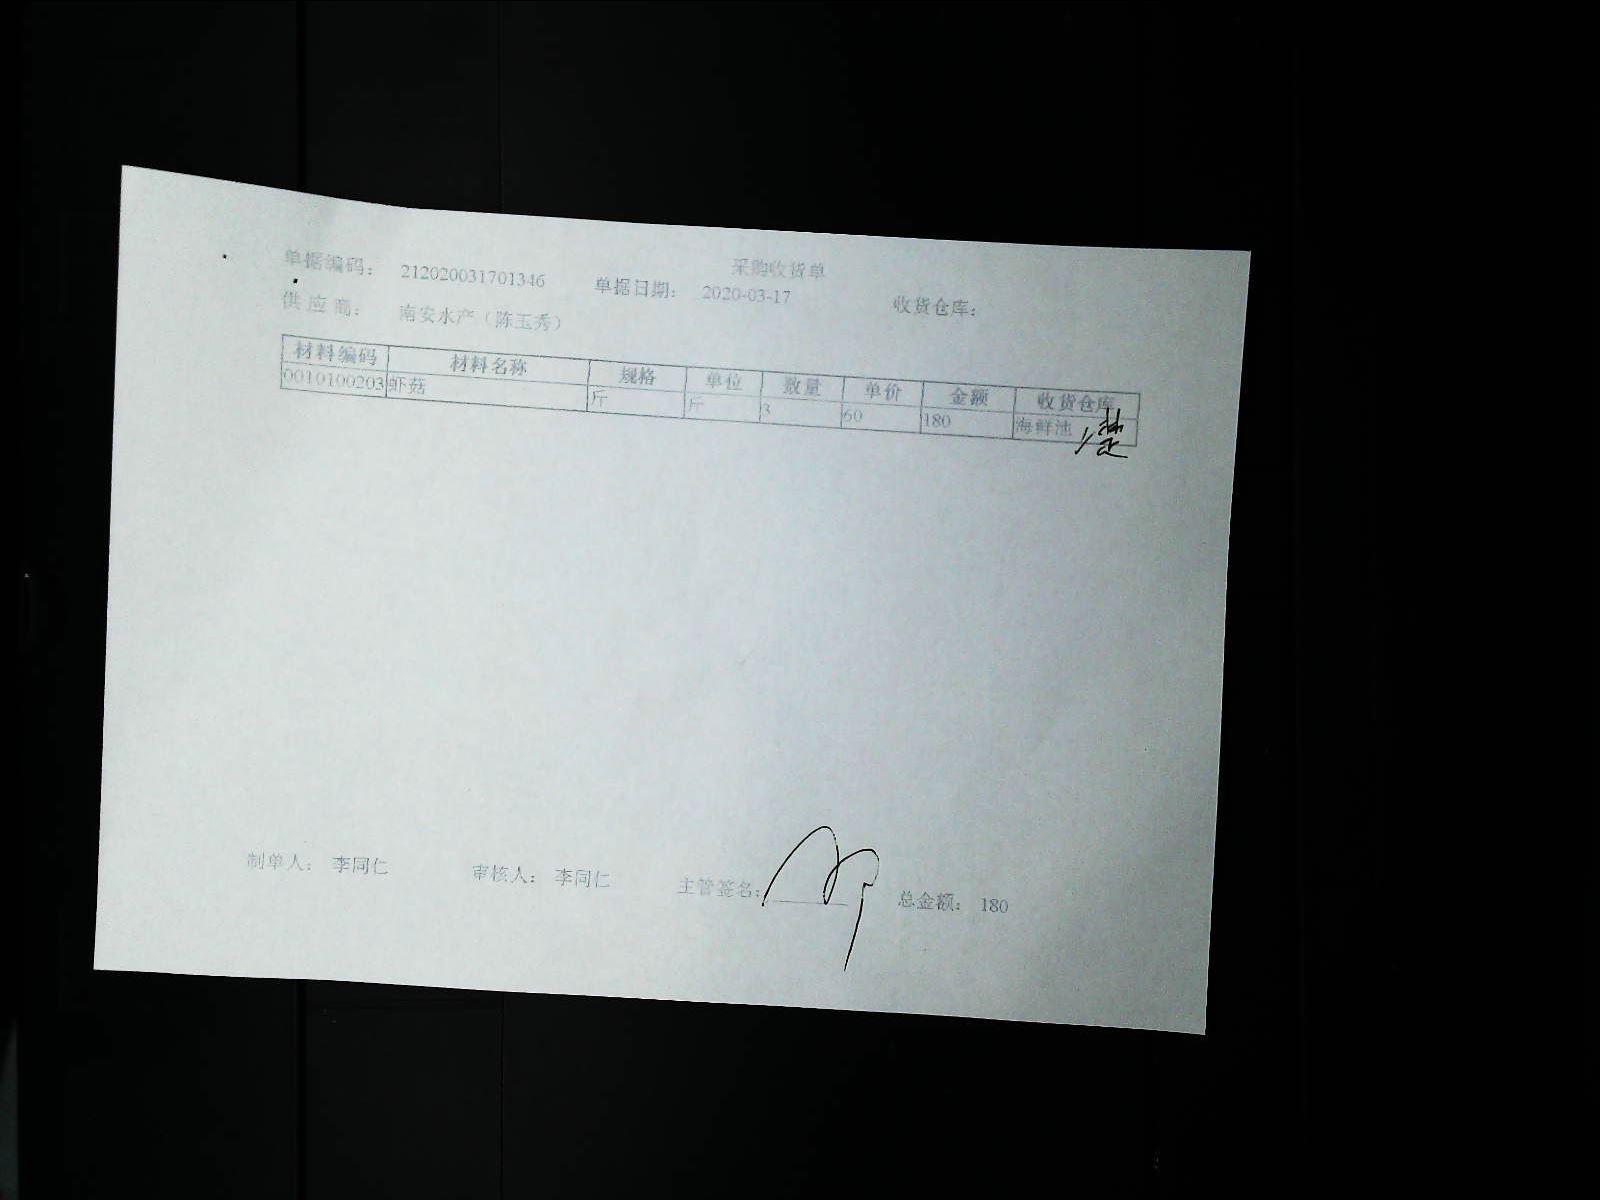 采购收货单
单据编码: 212020031701346 单据日期: 2020-03-17 收货仓库:
供应商: 南安水产（陈玉秀）
材料编码 材料名称 规格 单位 数量 单价 金额 收货仓库
0010100203 虾菇 斤 斤 3 60 180 海鲜池
制单人: 李同仁 审核人: 李同仁 主管签名: 总金额: 180